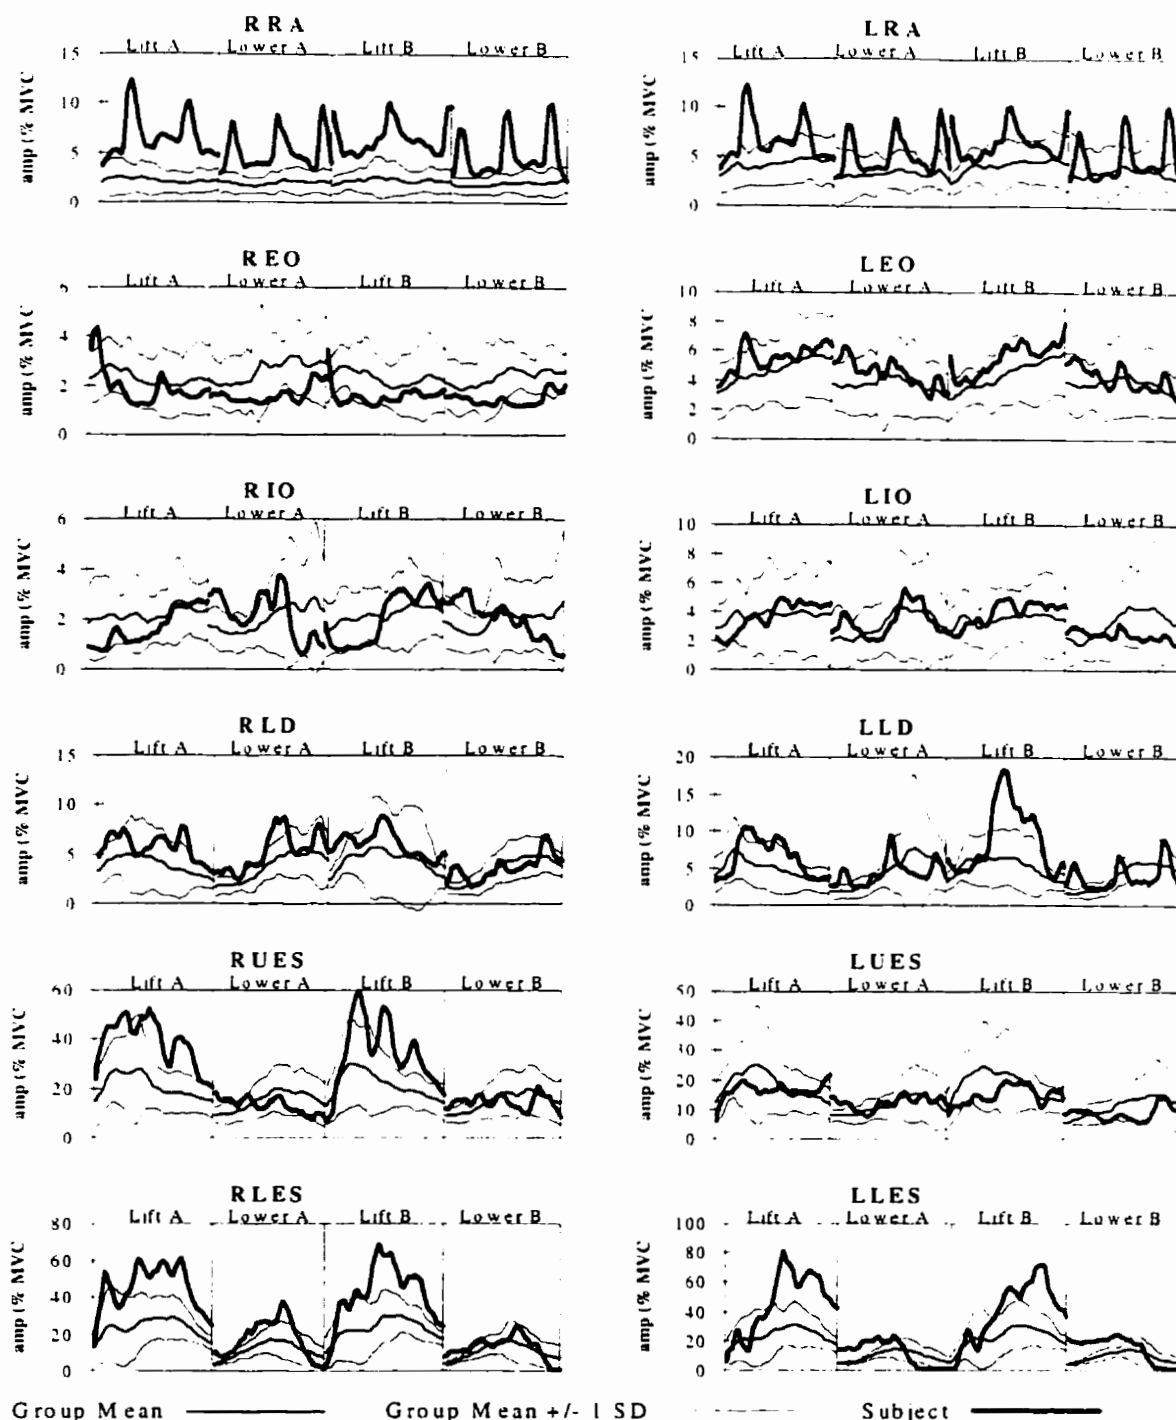 RRA
Lift A Lower A Lift B Lower B
15
10
5
0
amp (% MVC
LRA
Lift A Lower A Lift B Lower B
15
10
5
0
amp (% MVC
REO
Lift A Lower A Lift B Lower B
4
2
0
amp (% MVC
LEO
Lift A Lower A Lift B Lower B
10
8
6
4
2
0
amp (% MVC
RIO
Lift A Lower A Lift B Lower B
6
4
2
0
amp (% MVC
LIO
Lift A Lower A Lift B Lower B
10
8
6
4
2
0
amp (% MVC
RLD
Lift A Lower A Lift B Lower B
15
10
5
0
amp (% MVC
LLD
Lift A Lower A Lift B Lower B
20
15
10
5
0
amp (% MVC
RUES
Lift A Lower A Lift B Lower B
60
40
20
0
amp (% MVC
LUES
Lift A Lower A Lift B Lower B
50
40
30
20
10
0
amp (% MVC
RLES
Lift A Lower A Lift B Lower B
80
60
40
20
0
amp (% MVC
LLES
Lift A Lower A Lift B Lower B
100
80
60
40
20
0
amp (% MVC
Group Mean Group Mean +/- 1 SD Subject